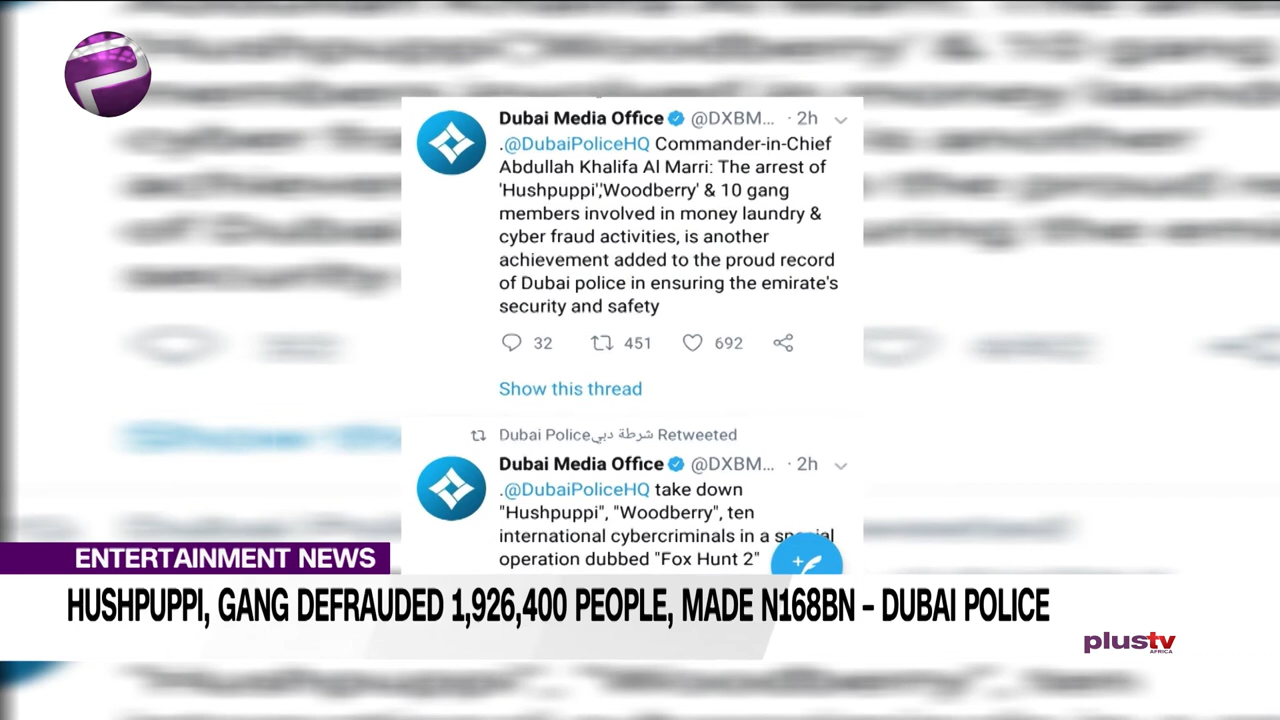 Dubai Media Office @DXBM... · 2h
.@DubaiPoliceHQ Commander-in-Chief
Abdullah Khalifa Al Marri: The arrest of
'Hushpuppi','Woodberry' & 10 gang
members involved in money laundry &
cyber fraud activities, is another
achievement added to the proud record
of Dubai police in ensuring the emirate's
security and safety
32 451 692
Show this thread
Dubai Police شرطة دبي Retweeted
Dubai Media Office @DXBM... · 2h
.@DubaiPoliceHQ take down
"Hushpuppi", "Woodberry", ten
international cybercriminals in a special
operation dubbed "Fox Hunt 2"
ENTERTAINMENT NEWS
HUSHPUPPI, GANG DEFRAUDED 1,926,400 PEOPLE, MADE N168BN – DUBAI POLICE
plustv
AFRICA